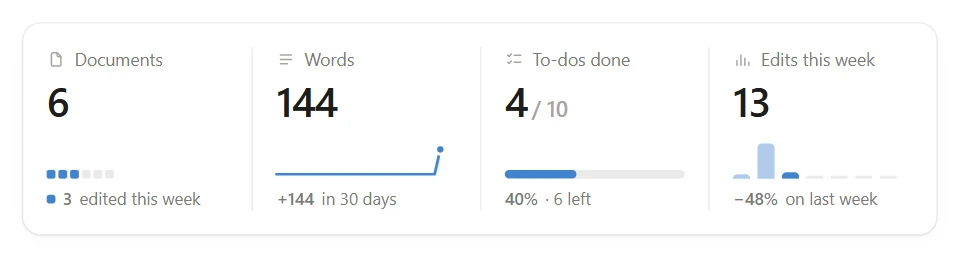 Documents
6
3 edited this week
Words
144
+144 in 30 days
To-dos done
4 / 10
40% · 6 left
Edits this week
13
−48% on last week